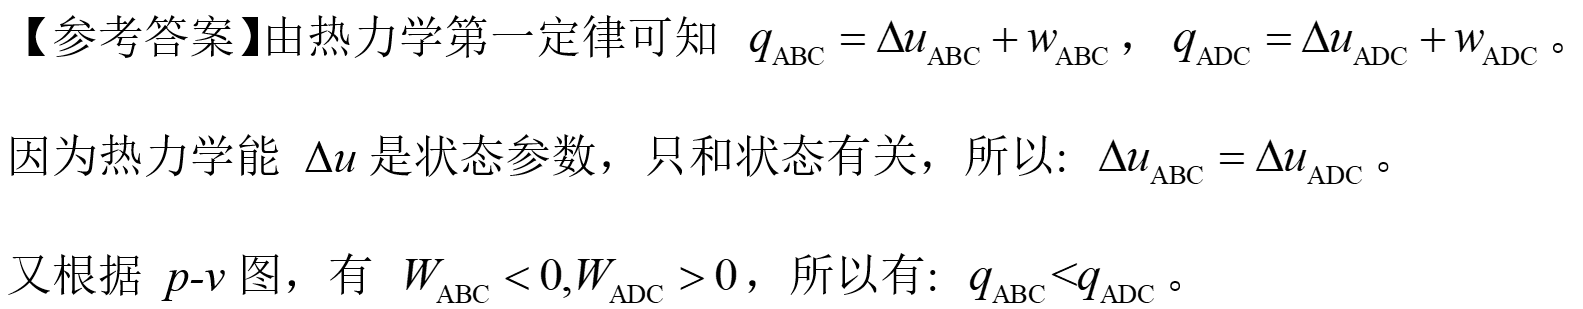 【参考答案】由热力学第一定律可知 q_ABC = Δu_ABC + w_ABC， q_ADC = Δu_ADC + w_ADC。
因为热力学能 Δu 是状态参数，只和状态有关，所以: Δu_ABC = Δu_ADC。
又根据 p-v 图，有 W_ABC < 0,W_ADC > 0，所以有: q_ABC<q_ADC。